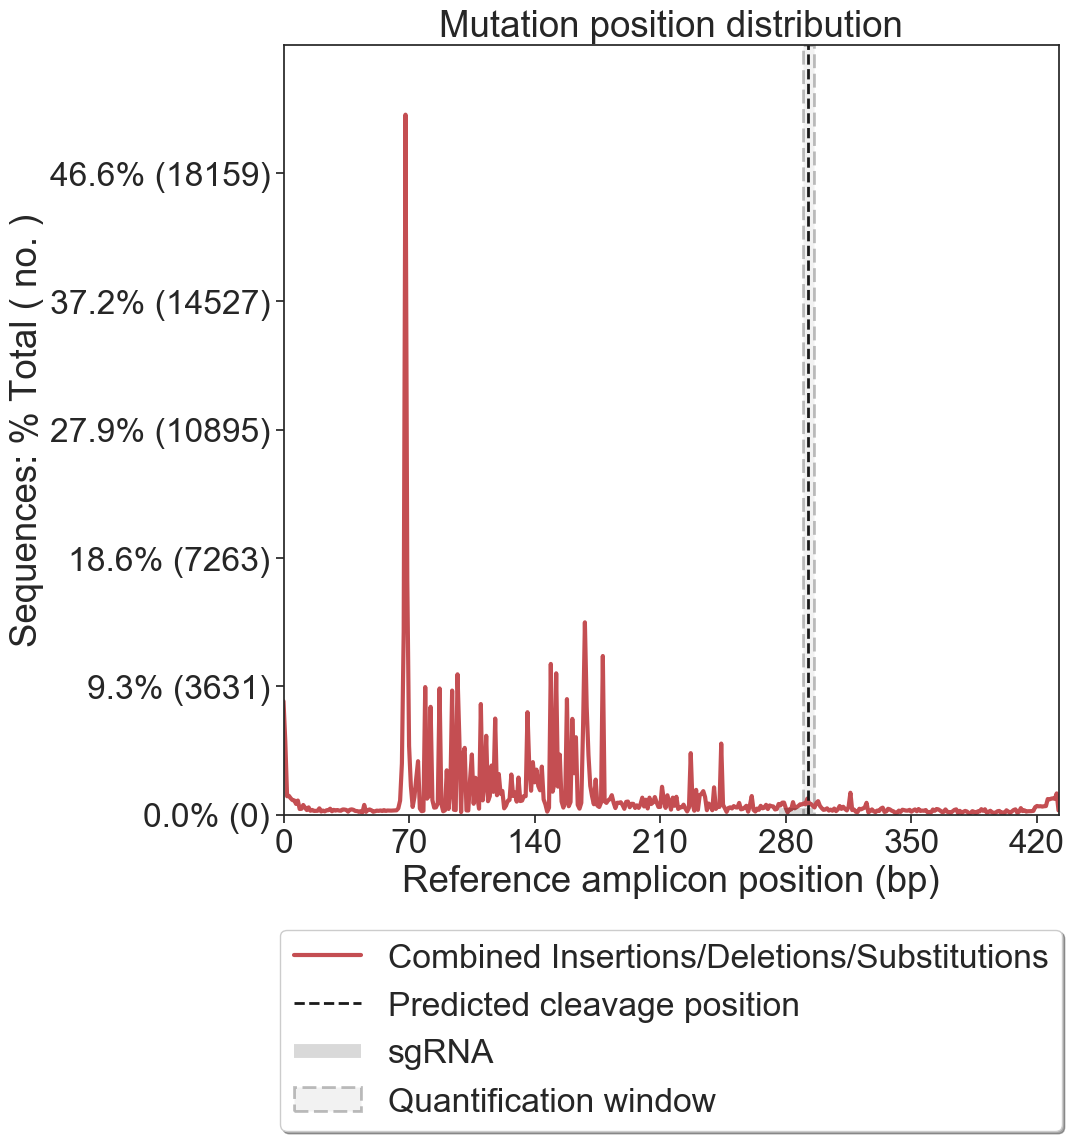 Mutation position distribution
Sequences: % Total ( no. )
46.6% (18159)
37.2% (14527)
27.9% (10895)
18.6% (7263)
9.3% (3631)
0.0% (0)
0 70 140 210 280 350 420
Reference amplicon position (bp)
Combined Insertions/Deletions/Substitutions
Predicted cleavage position
sgRNA
Quantification window